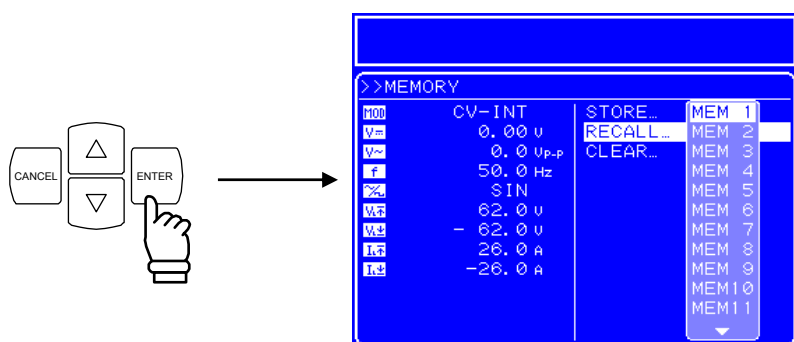 CANCEL
ENTER
>>MEMORY
MOD CV-INT STORE… MEM 1
V= 0.00 V RECALL… MEM 2
V~ 0.0 Vp-p CLEAR… MEM 3
f 50.0 Hz MEM 4
SIN MEM 5
62.0 V MEM 6
- 62.0 V MEM 7
26.0 A MEM 8
-26.0 A MEM 9
MEM10
MEM11